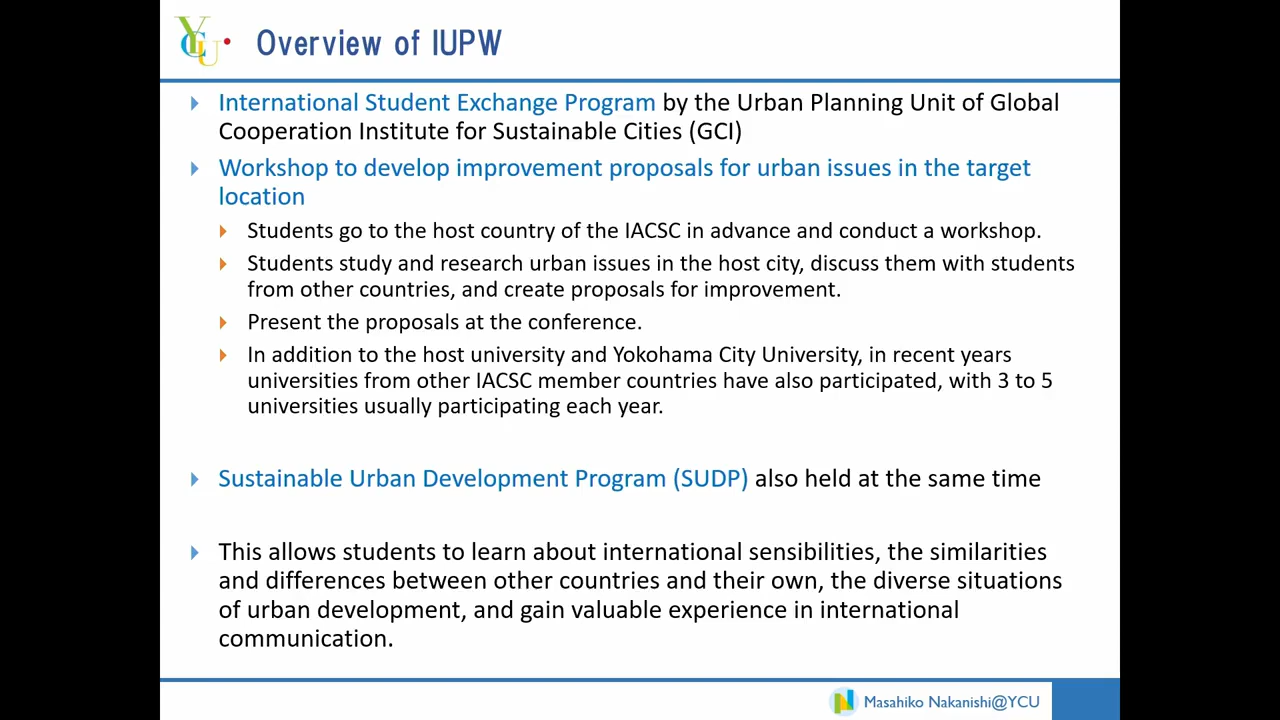 YCU
Overview of IUPW
International Student Exchange Program by the Urban Planning Unit of Global
Cooperation Institute for Sustainable Cities (GCI)
Workshop to develop improvement proposals for urban issues in the target
location
Students go to the host country of the IACSC in advance and conduct a workshop.
Students study and research urban issues in the host city, discuss them with students
from other countries, and create proposals for improvement.
Present the proposals at the conference.
In addition to the host university and Yokohama City University, in recent years
universities from other IACSC member countries have also participated, with 3 to 5
universities usually participating each year.
Sustainable Urban Development Program (SUDP) also held at the same time
This allows students to learn about international sensibilities, the similarities
and differences between other countries and their own, the diverse situations
of urban development, and gain valuable experience in international
communication.
Masahiko Nakanishi@YCU